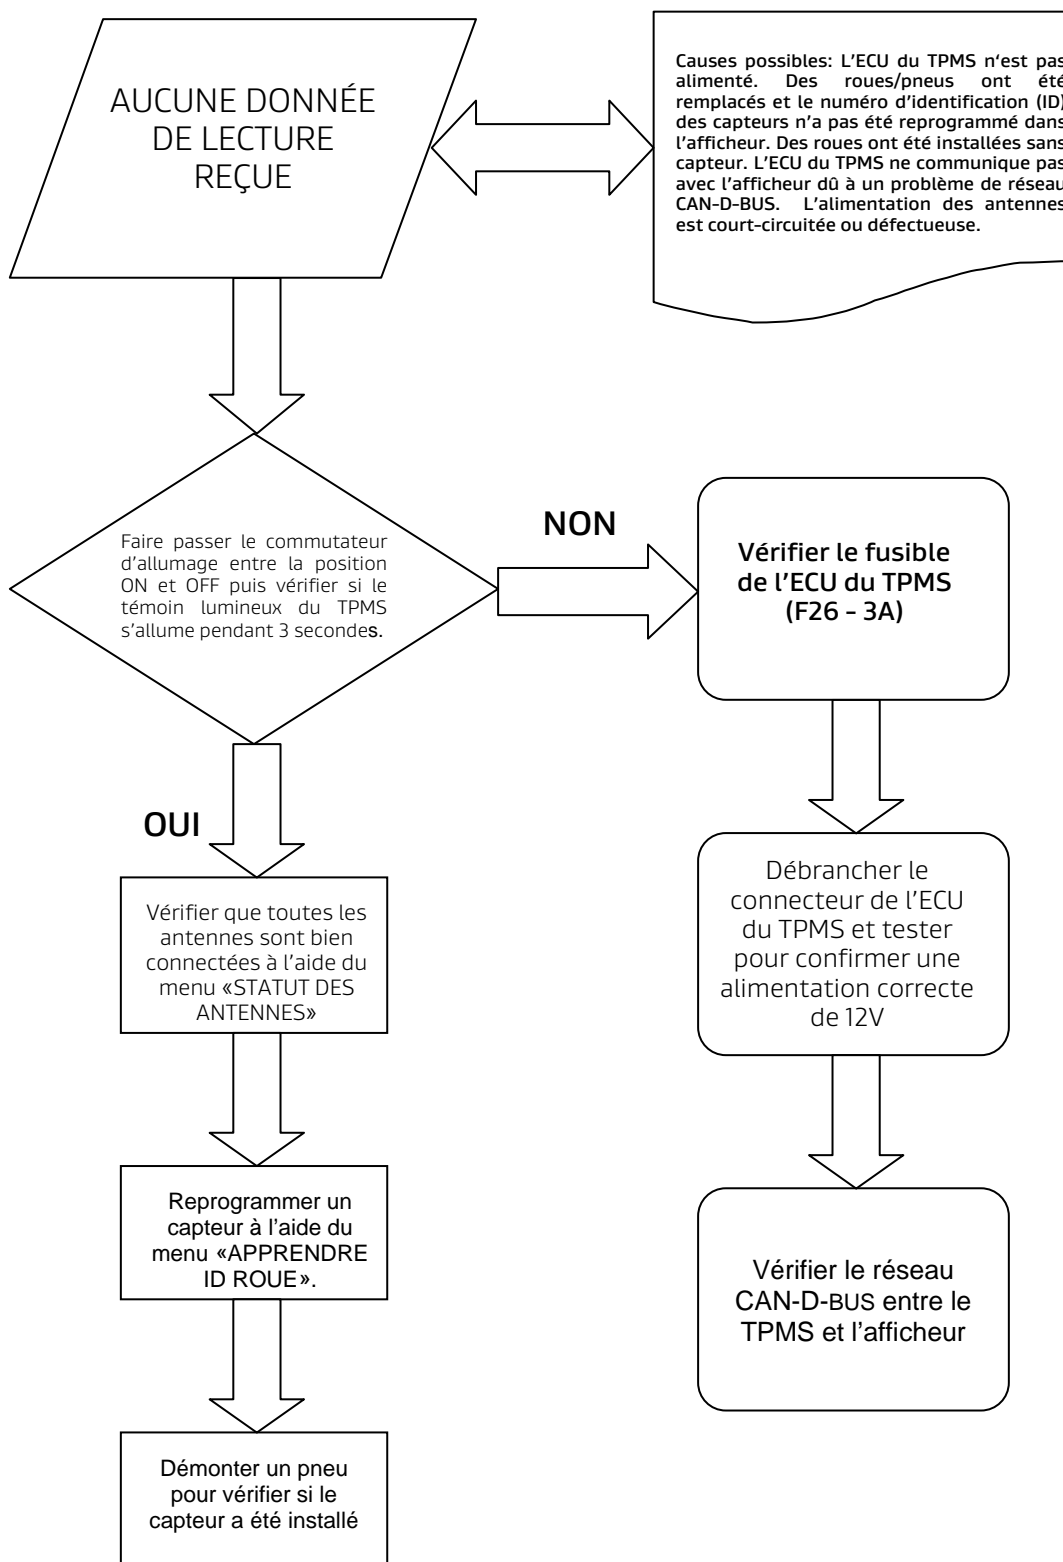 AUCUNE DONNÉE
DE LECTURE
REÇUE
Causes possibles: L’ECU du TPMS n‘est pas
alimenté. Des roues/pneus ont été
remplacés et le numéro d’identification (ID)
des capteurs n’a pas été reprogrammé dans
l’afficheur. Des roues ont été installées sans
capteur. L’ECU du TPMS ne communique pas
avec l’afficheur dû à un problème de réseau
CAN-D-BUS. L’alimentation des antennes
est court-circuitée ou défectueuse.
Faire passer le commutateur
d’allumage entre la position
ON et OFF puis vérifier si le
témoin lumineux du TPMS
s’allume pendant 3 secondes.
NON
Vérifier le fusible
de l’ECU du TPMS
(F26 - 3A)
OUI
Vérifier que toutes les
antennes sont bien
connectées à l’aide du
menu «STATUT DES
ANTENNES»
Débrancher le
connecteur de l’ECU
du TPMS et tester
pour confirmer une
alimentation correcte
de 12V
Reprogrammer un
capteur à l’aide du
menu «APPRENDRE
ID ROUE».
Vérifier le réseau
CAN-D-BUS entre le
TPMS et l’afficheur
Démonter un pneu
pour vérifier si le
capteur a été installé